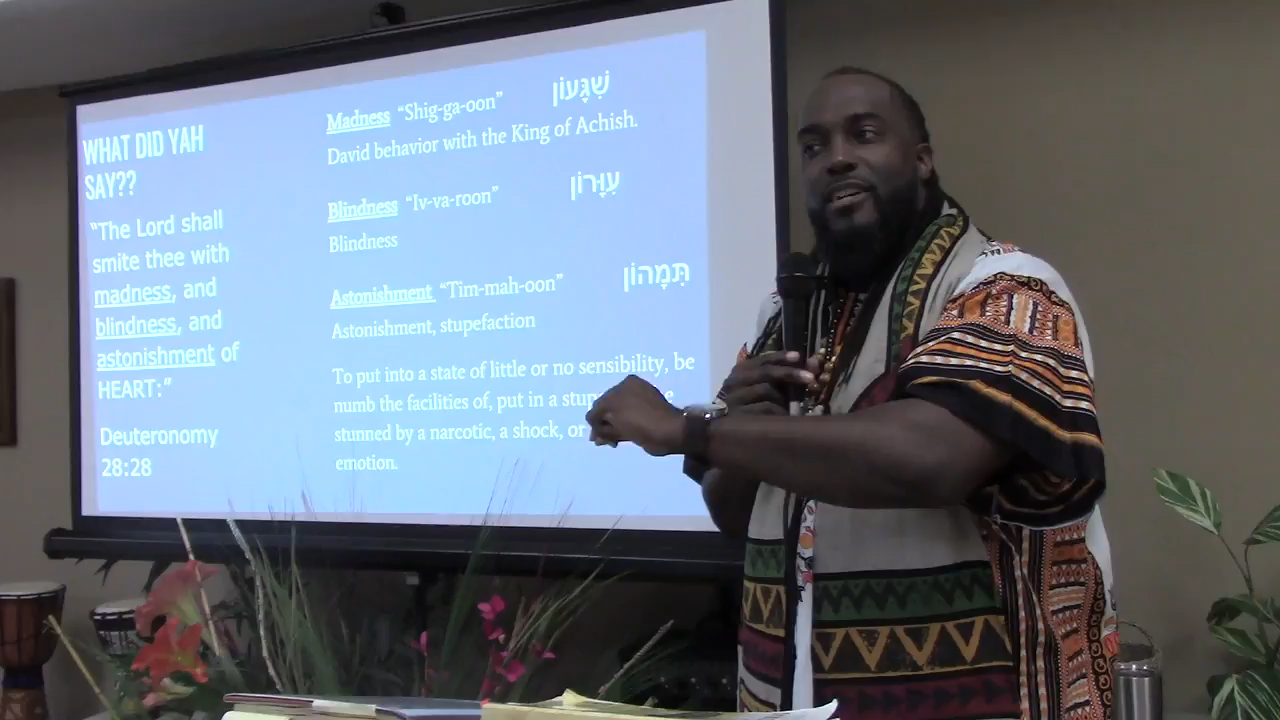 WHAT DID YAH
SAY??
“The Lord shall
smite thee with
madness, and
blindness, and
astonishment of
HEART:”
Deuteronomy
28:28
Madness “Shig-ga-oon” שִׁגָּעוֹן
David behavior with the King of Achish.
Blindness “Iv-va-roon” עִוָּרוֹן
Blindness
Astonishment “Tim-mah-oon” תִּמָּהוֹן
Astonishment, stupefaction
To put into a state of little or no sensibility, be
numb the facilities of, put in a
stunned by a narcotic, a shock, or
emotion.